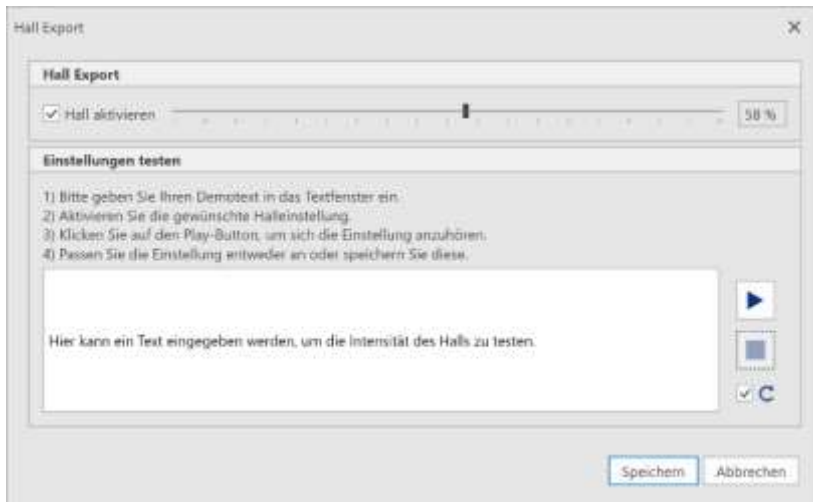 Hall Export
Hall Export
Hall aktivieren
58 %
Einstellungen testen
1) Bitte geben Sie Ihren Demotext in das Textfenster ein.
2) Aktivieren Sie die gewünschte Halleinstellung.
3) Klicken Sie auf den Play-Button, um sich die Einstellung anzuhören.
4) Passen Sie die Einstellung entweder an oder speichern Sie diese.
Hier kann ein Text eingegeben werden, um die Intensität des Halls zu testen.
Speichern Abbrechen